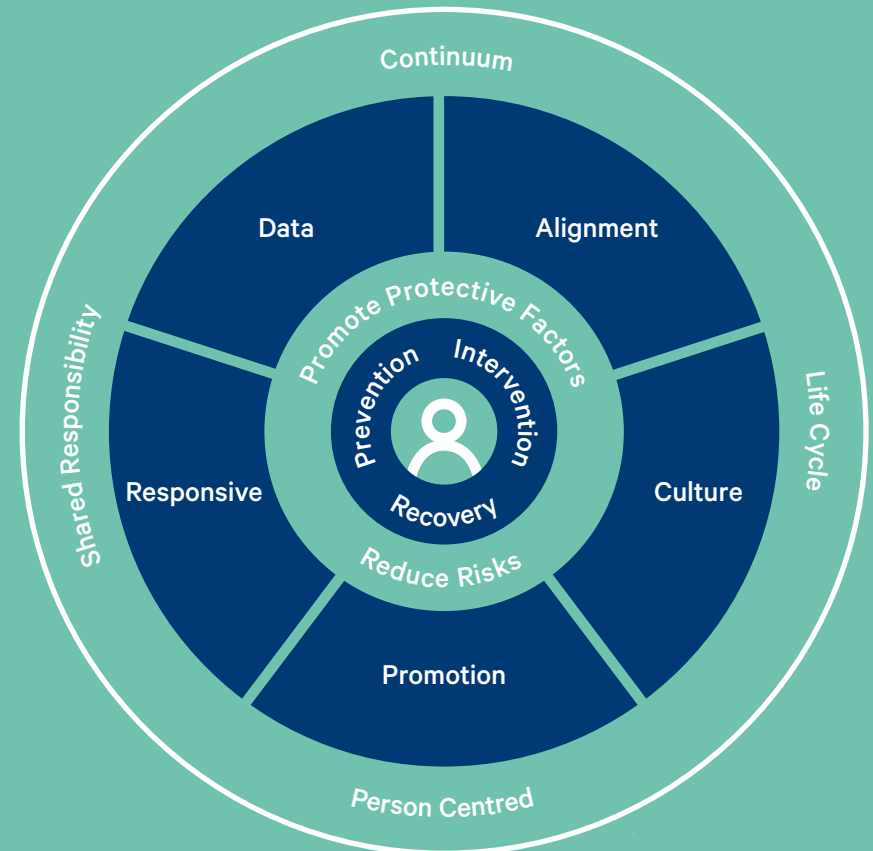 Continuum
Data
Alignment
Promote Protective Factors
Prevention
Intervention
Shared Responsibility
Life Cycle
Responsive
Culture
Recovery
Reduce Risks
Promotion
Person Centred